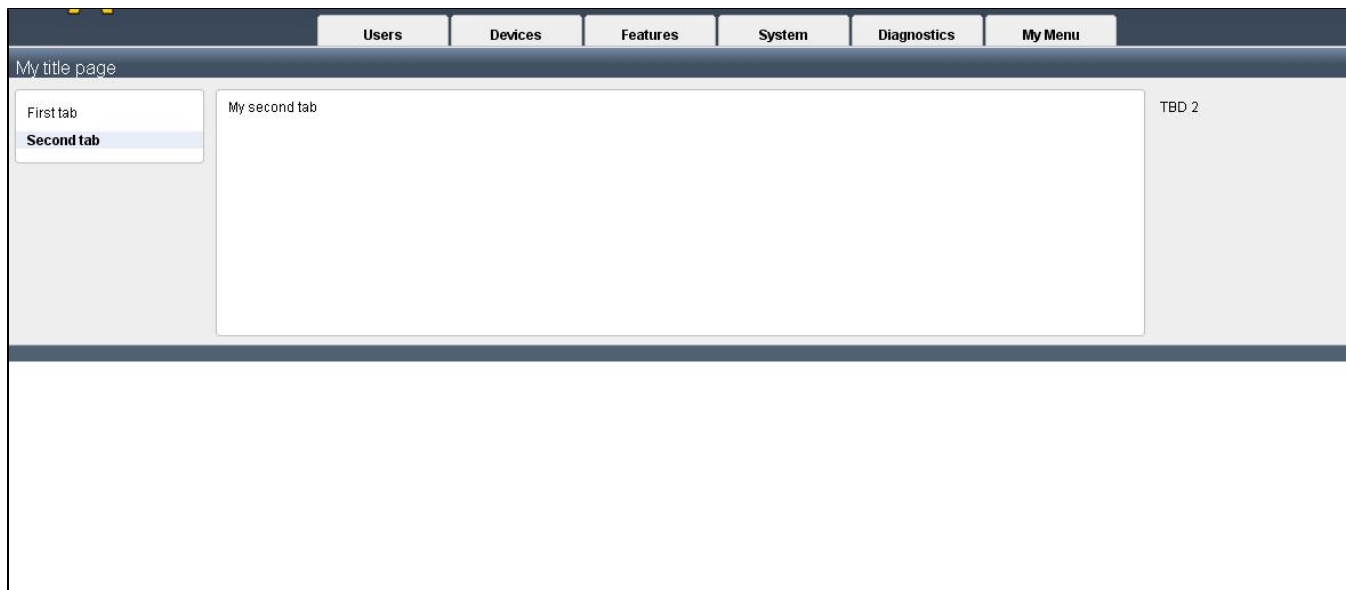 Users Devices Features System Diagnostics My Menu
My title page
First tab
Second tab
My second tab
TBD 2